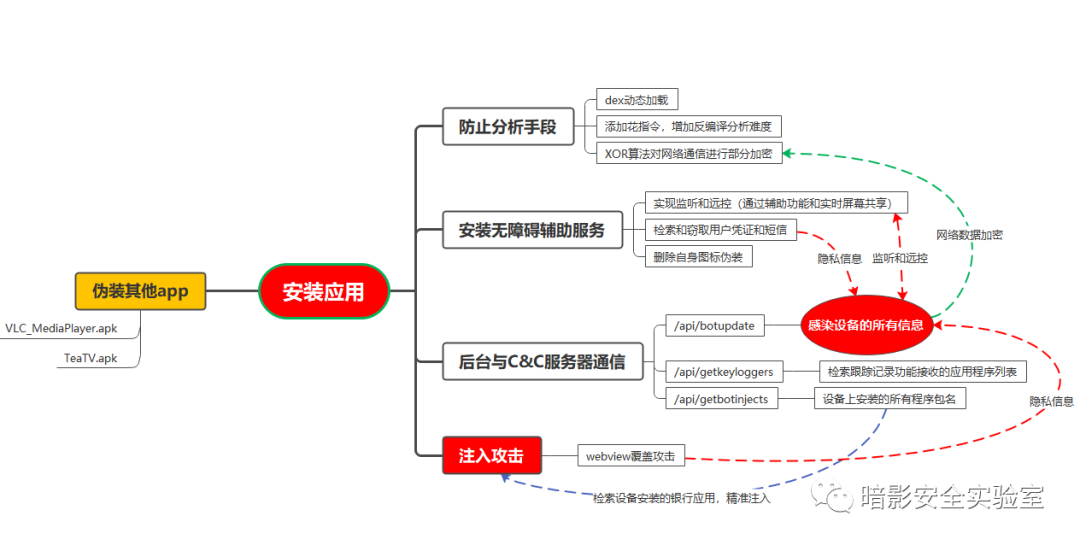 dex动态加载
防止分析手段
添加花指令，增加反编译分析难度
XOR算法对网络通信进行部分加密
实现监听和远控（通过辅助功能和实时屏幕共享）
安装无障碍辅助服务
检索和窃取用户凭证和短信
删除自身图标伪装
网络数据加密
隐私信息
监听和远控
伪装其他app
安装应用
VLC_MediaPlayer.apk
TeaTV.apk
/api/botupdate
感染设备的所有信息
后台与C&C服务器通信
/api/getkeyloggers
检索跟踪记录功能接收的应用程序列表
/api/getbotinjects
设备上安装的所有程序包名
隐私信息
注入攻击
webview覆盖攻击
检索设备安装的银行应用，精准注入
暗影安全实验室